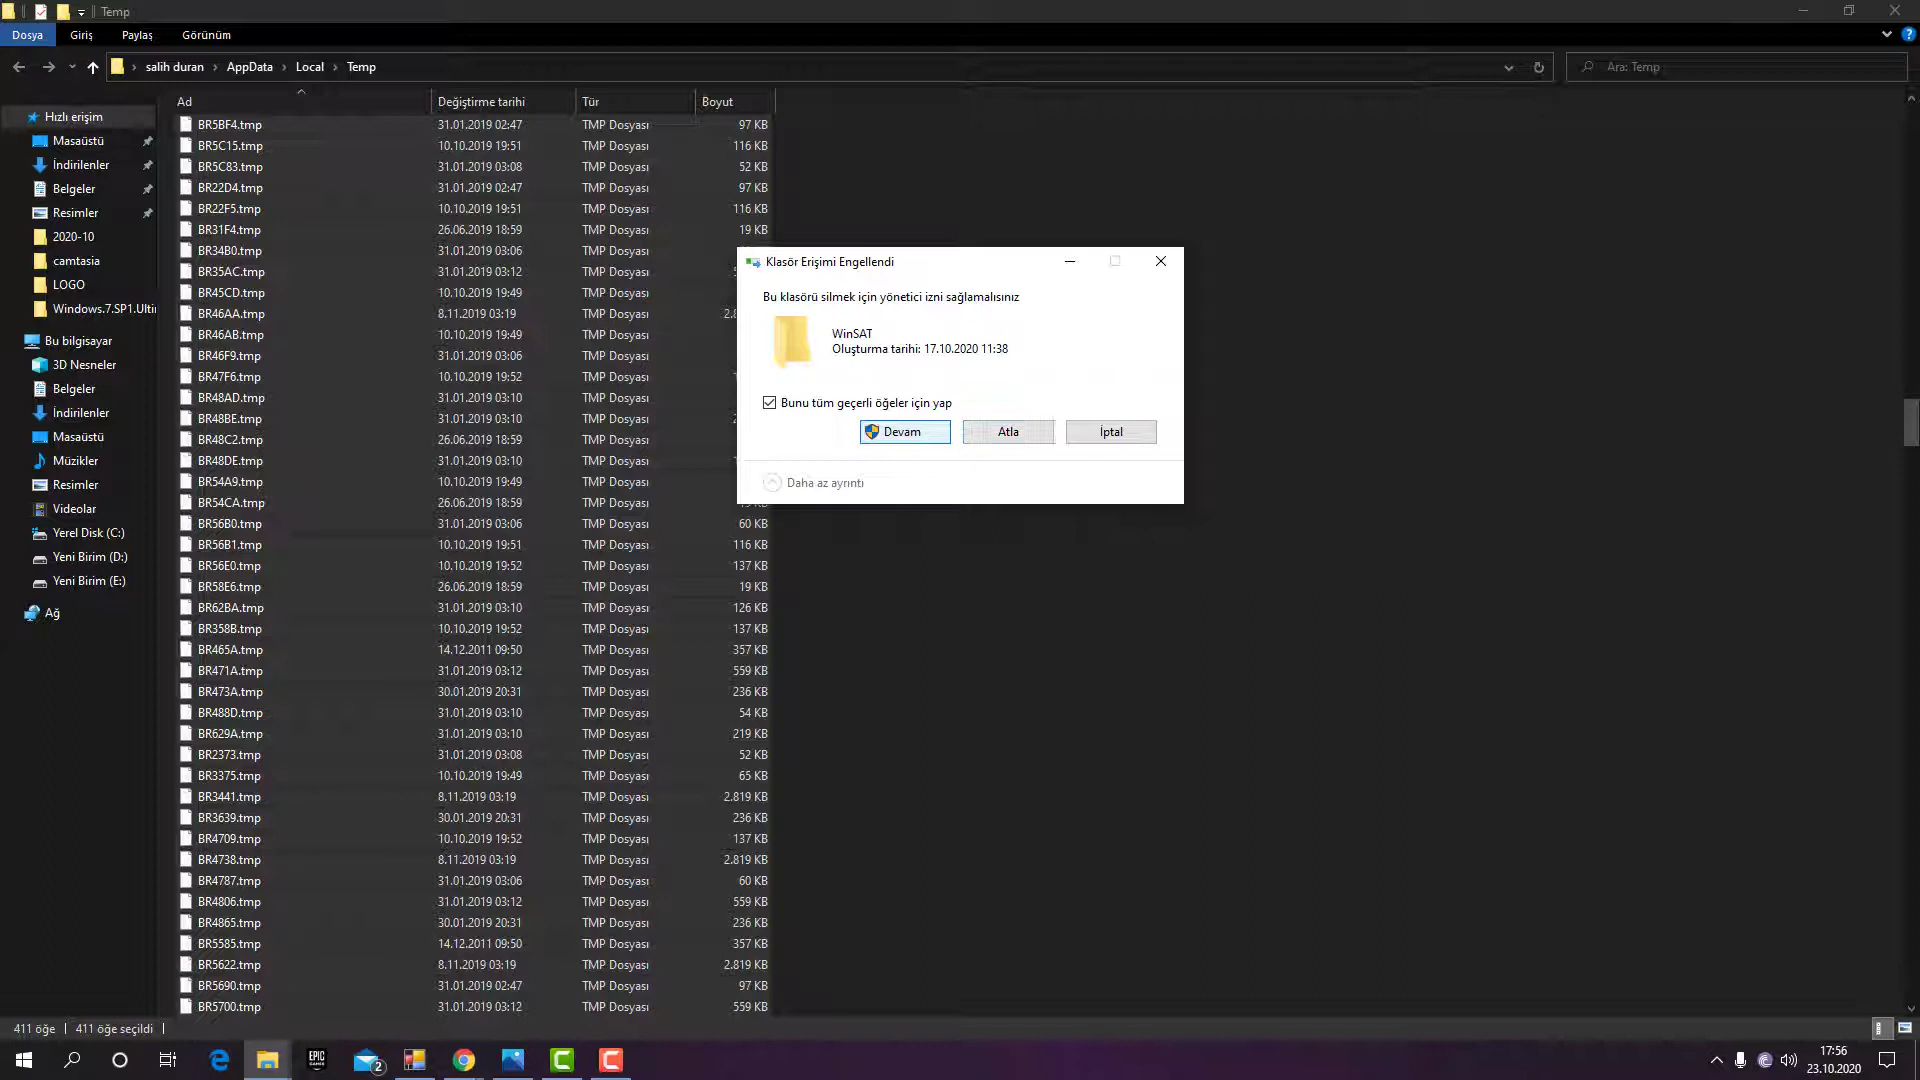 Temp
Dosya Giriş Paylaş Görünüm
salih duran AppData Local Temp
Ara: Temp
Ad Değiştirme tarihi Tür Boyut
Hızlı erişim
Masaüstü
İndirilenler
Belgeler
Resimler
2020-10
camtasia
LOGO
Windows.7.SP1.Ulti
Bu bilgisayar
3D Nesneler
Belgeler
İndirilenler
Masaüstü
Müzikler
Resimler
Videolar
Yerel Disk (C:)
Yeni Birim (D:)
Yeni Birim (E:)
Ağ
BR5BF4.tmp 31.01.2019 02:47 TMP Dosyası 97 KB
BR5C15.tmp 10.10.2019 19:51 TMP Dosyası 116 KB
BR5C83.tmp 31.01.2019 03:08 TMP Dosyası 52 KB
BR22D4.tmp 31.01.2019 02:47 TMP Dosyası 97 KB
BR22F5.tmp 10.10.2019 19:51 TMP Dosyası 116 KB
BR31F4.tmp 26.06.2019 18:59 TMP Dosyası 19 KB
BR34B0.tmp 31.01.2019 03:06 TMP Dosyası
BR35AC.tmp 31.01.2019 03:12 TMP Dosyası
BR45CD.tmp 10.10.2019 19:49 TMP Dosyası
BR46AA.tmp 8.11.2019 03:19 TMP Dosyası 2.8
BR46AB.tmp 10.10.2019 19:49 TMP Dosyası
BR46F9.tmp 31.01.2019 03:06 TMP Dosyası
BR47F6.tmp 10.10.2019 19:52 TMP Dosyası
BR48AD.tmp 31.01.2019 03:10 TMP Dosyası
BR48BE.tmp 31.01.2019 03:10 TMP Dosyası
BR48C2.tmp 26.06.2019 18:59 TMP Dosyası
BR48DE.tmp 31.01.2019 03:10 TMP Dosyası
BR54A9.tmp 10.10.2019 19:49 TMP Dosyası
BR54CA.tmp 26.06.2019 18:59 TMP Dosyası
BR56B0.tmp 31.01.2019 03:06 TMP Dosyası 60 KB
BR56B1.tmp 10.10.2019 19:51 TMP Dosyası 116 KB
BR56E0.tmp 10.10.2019 19:52 TMP Dosyası 137 KB
BR58E6.tmp 26.06.2019 18:59 TMP Dosyası 19 KB
BR62BA.tmp 31.01.2019 03:10 TMP Dosyası 126 KB
BR358B.tmp 10.10.2019 19:52 TMP Dosyası 137 KB
BR465A.tmp 14.12.2011 09:50 TMP Dosyası 357 KB
BR471A.tmp 31.01.2019 03:12 TMP Dosyası 559 KB
BR473A.tmp 30.01.2019 20:31 TMP Dosyası 236 KB
BR488D.tmp 31.01.2019 03:10 TMP Dosyası 54 KB
BR629A.tmp 31.01.2019 03:10 TMP Dosyası 219 KB
BR2373.tmp 31.01.2019 03:08 TMP Dosyası 52 KB
BR3375.tmp 10.10.2019 19:49 TMP Dosyası 65 KB
BR3441.tmp 8.11.2019 03:19 TMP Dosyası 2.819 KB
BR3639.tmp 30.01.2019 20:31 TMP Dosyası 236 KB
BR4709.tmp 10.10.2019 19:52 TMP Dosyası 137 KB
BR4738.tmp 8.11.2019 03:19 TMP Dosyası 2.819 KB
BR4787.tmp 31.01.2019 03:06 TMP Dosyası 60 KB
BR4806.tmp 31.01.2019 03:12 TMP Dosyası 559 KB
BR4865.tmp 30.01.2019 20:31 TMP Dosyası 236 KB
BR5585.tmp 14.12.2011 09:50 TMP Dosyası 357 KB
BR5622.tmp 8.11.2019 03:19 TMP Dosyası 2.819 KB
BR5690.tmp 31.01.2019 02:47 TMP Dosyası 97 KB
BR5700.tmp 31.01.2019 03:12 TMP Dosyası 559 KB
Klasör Erişimi Engellendi
Bu klasörü silmek için yönetici izni sağlamalısınız
WinSAT
Oluşturma tarihi: 17.10.2020 11:38
Bunu tüm geçerli öğeler için yap
Devam Atla İptal
Daha az ayrıntı
411 öğe 411 öğe seçildi
EPIC
GAMES
2
17:56
23.10.2020